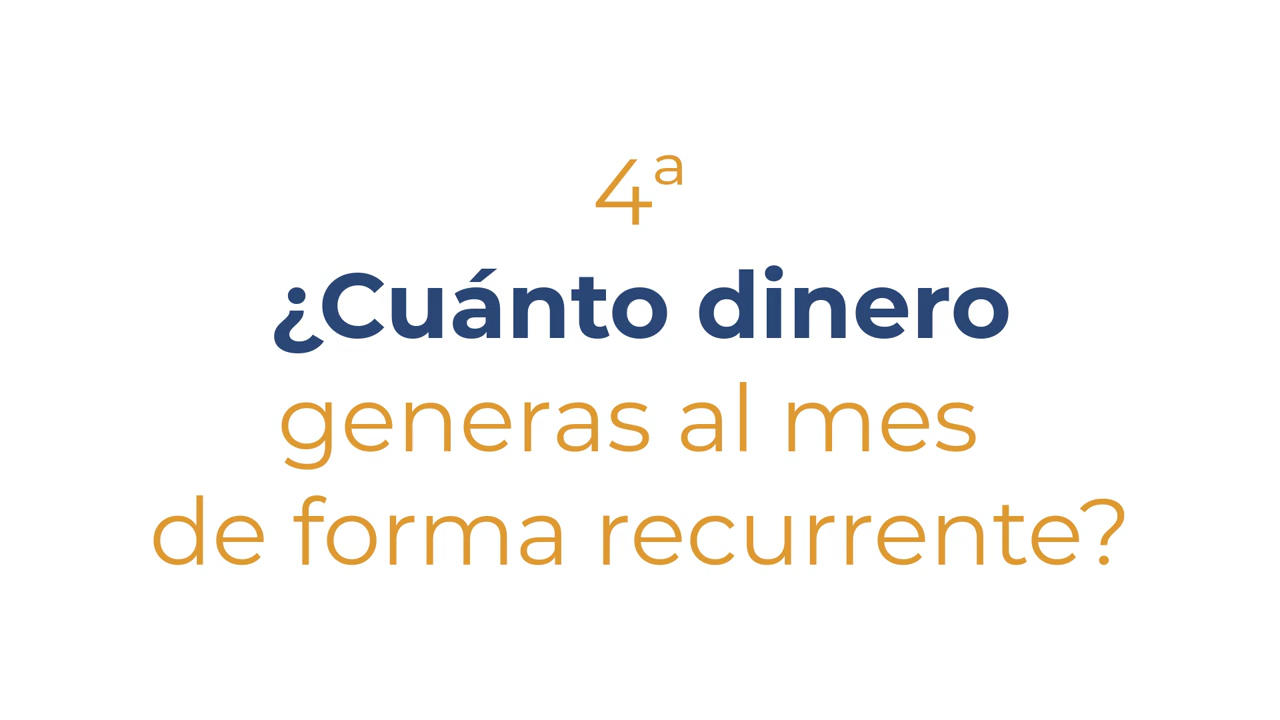 4ª
¿Cuánto dinero
generas al mes
de forma recurrente?